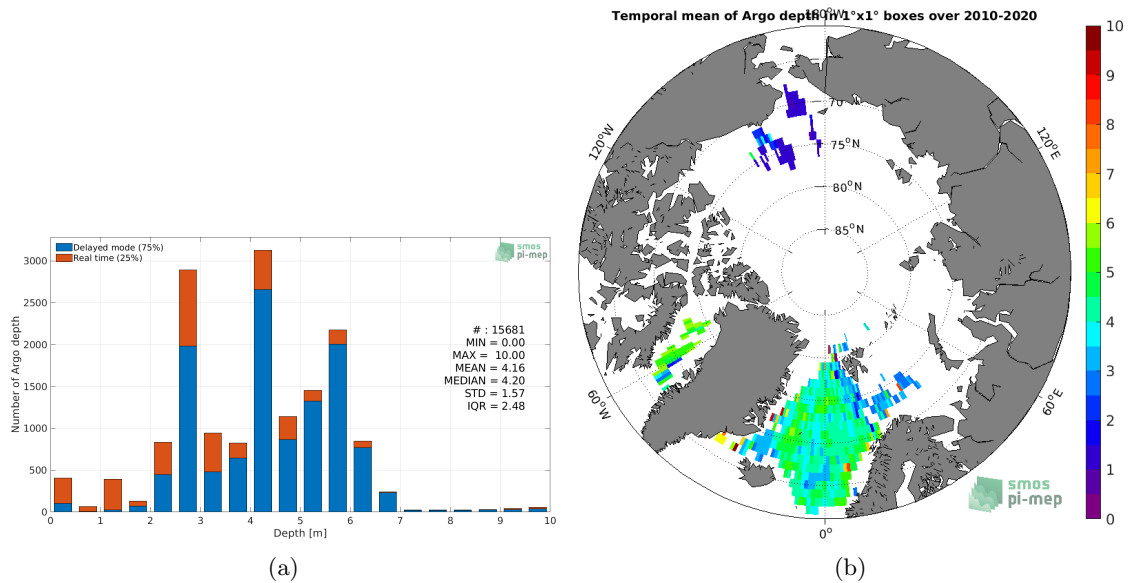 Delayed mode (75%)
Real time (25%)
smos
pi-mep
Number of Argo depth
3000
2500
2000
1500
1000
500
0
# : 15681
MIN = 0.00
MAX = 10.00
MEAN = 4.16
MEDIAN = 4.20
STD = 1.57
IQR = 2.48
0 1 2 3 4 5 6 7 8 9 10
Depth [m]
(a)
Temporal mean of Argo depth in 1°x1° boxes over 2010-2020
180°W
120°W
120°E
60°W
60°E
0°
70°N
75°N
80°N
85°N
smos
pi-mep
10
9
8
7
6
5
4
3
2
1
0
(b)